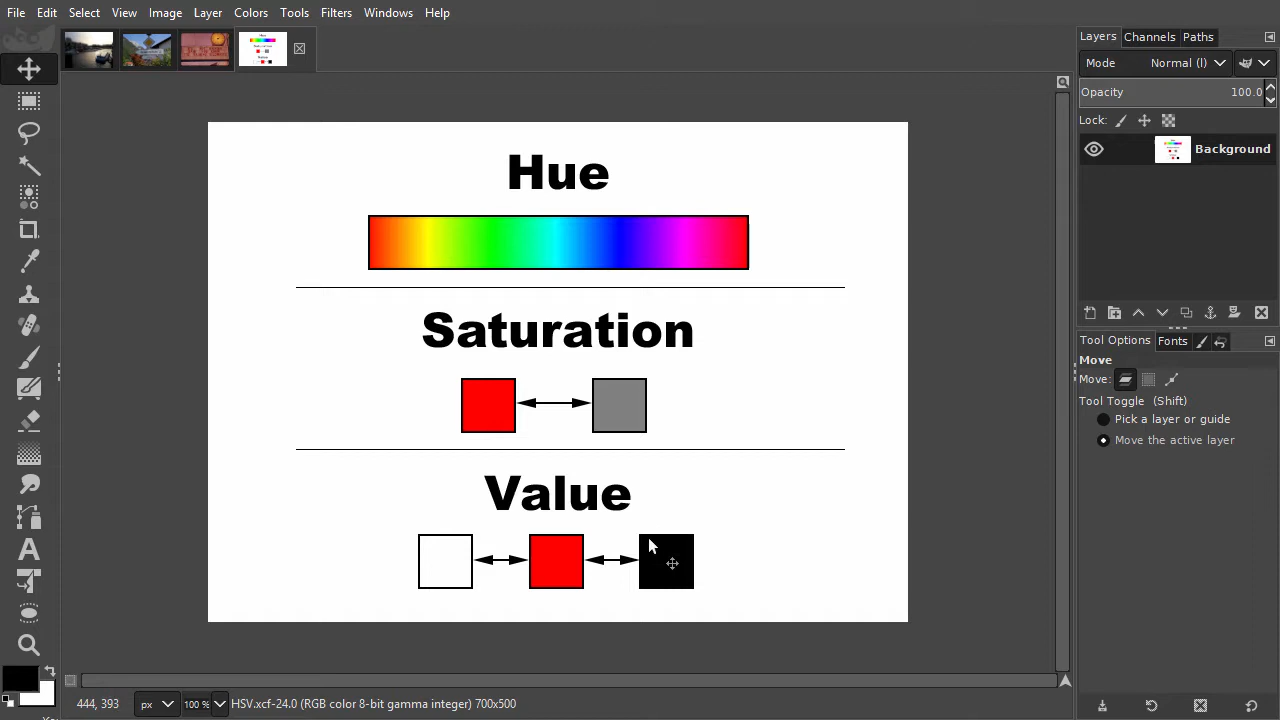 File Edit Select View Image Layer Colors Tools Filters Windows Help
Layers Channels Paths
Mode Normal (l)
Opacity 100.0
Lock:
Background
Hue
Saturation
Value
Tool Options Fonts
Move
Move:
Tool Toggle (Shift)
Pick a layer or guide
Move the active layer
444, 393 px 100 % HSV.xcf-24.0 (RGB color 8-bit gamma integer) 700x500